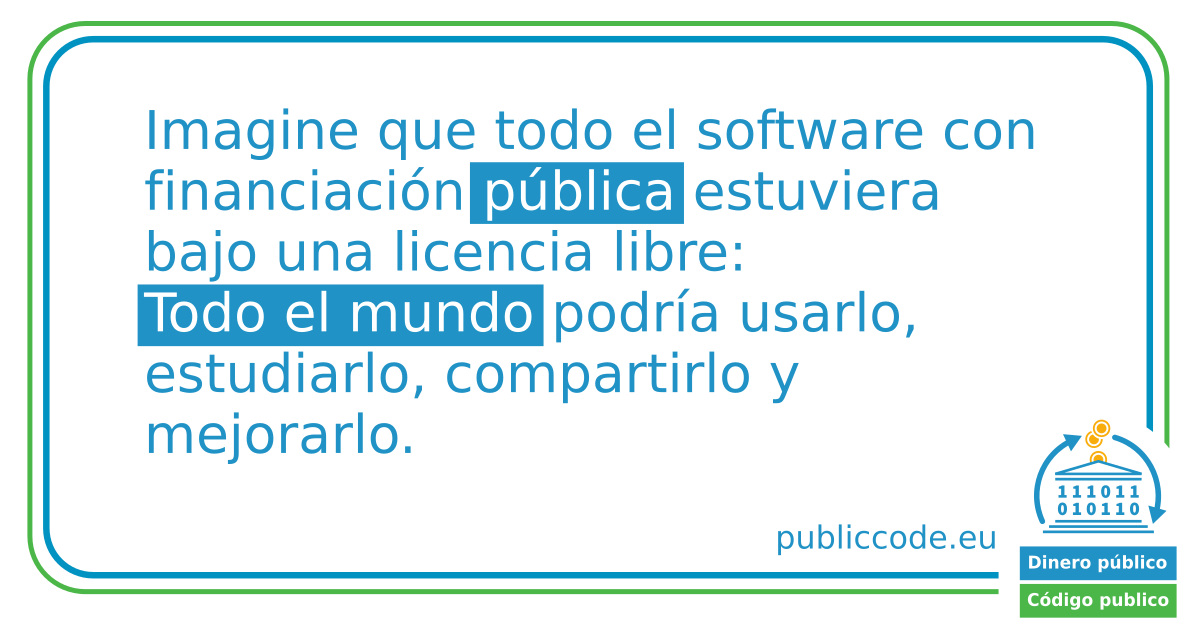 Imagine que todo el software con
financiación pública estuviera
bajo una licencia libre:
Todo el mundo podría usarlo,
estudiarlo, compartirlo y
mejorarlo.
111011
010110
publiccode.eu
Dinero público
Código publico